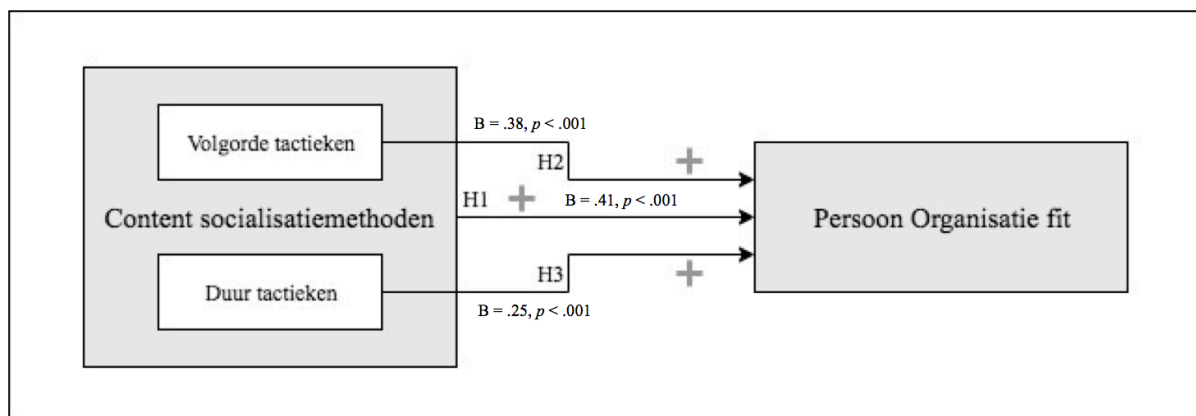 B = .38, p < .001
Volgorde tactieken
H2
H1
B = .41, p < .001
Content socialisatiemethoden
Persoon Organisatie fit
H3
Duur tactieken
B = .25, p < .001